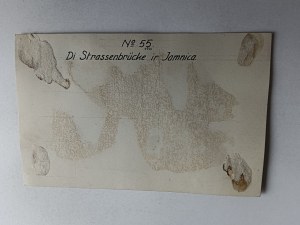 Nº 55
Di Strassenbrücke in Jamnica